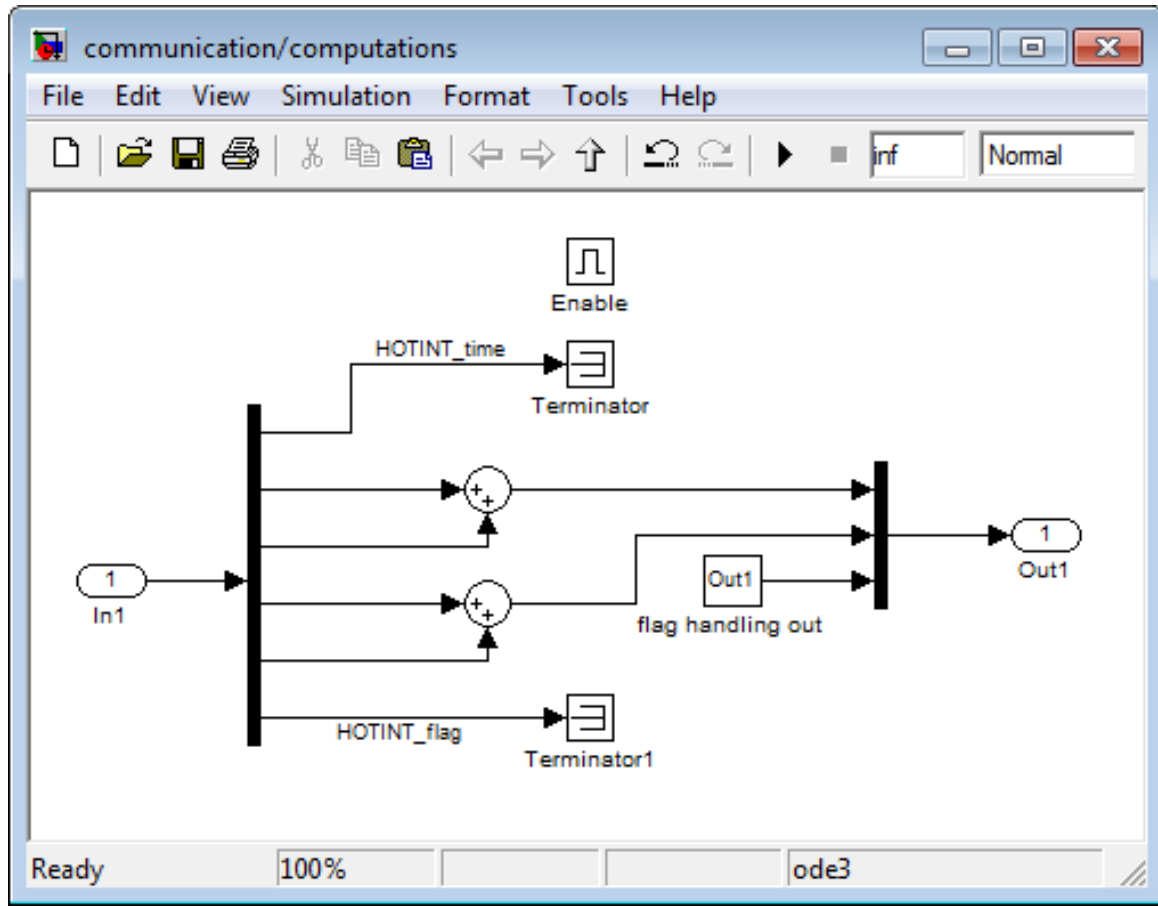 communication/computations
File Edit View Simulation Format Tools Help
inf Normal
Enable
HOTINT_time
Terminator
+
+
1
In1
+
+
Out1
flag handling out
1
Out1
HOTINT_flag
Terminator1
Ready 100% ode3